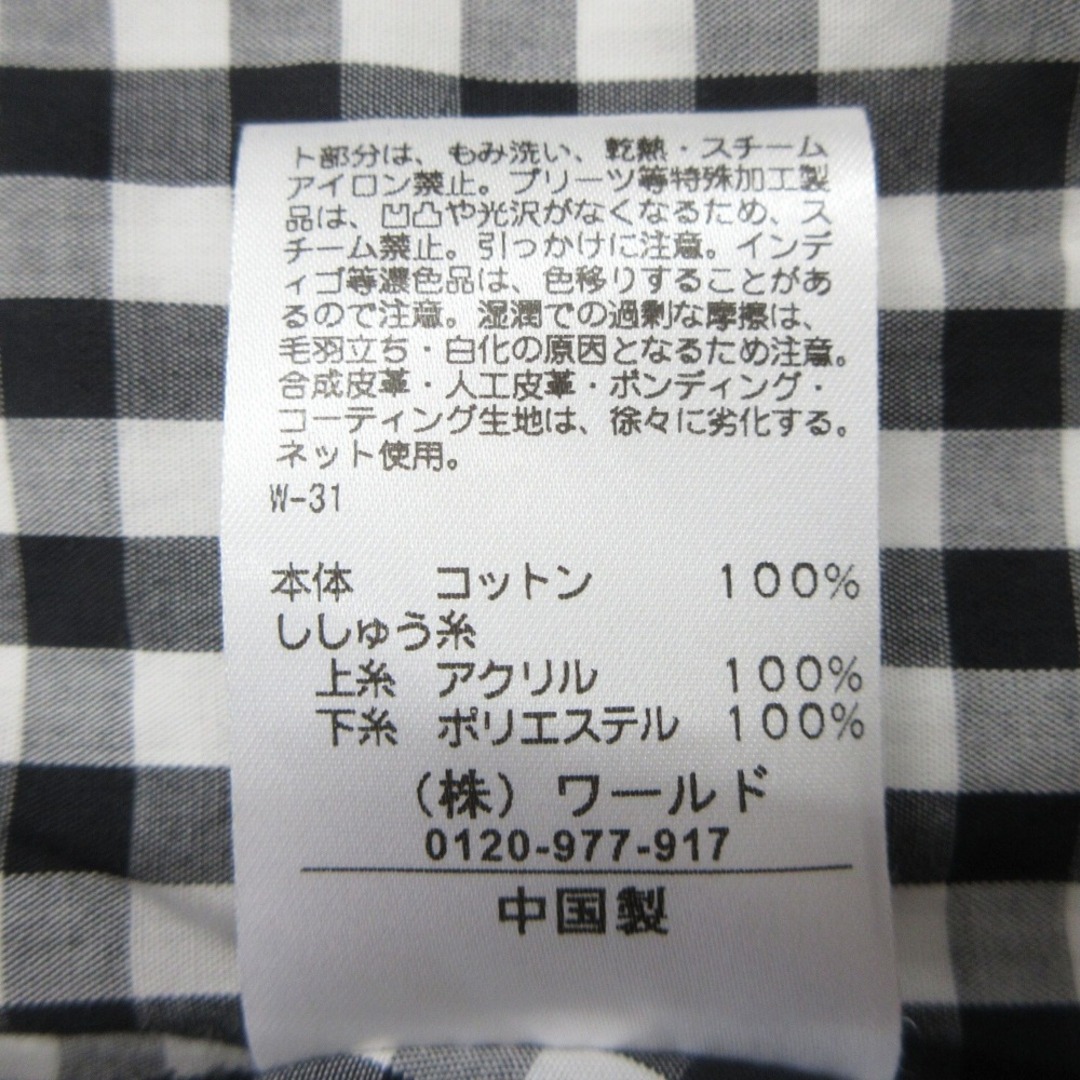 ト部分は、もみ洗い、乾熱・スチーム
アイロン禁止。プリーツ等特殊加工製
品は、凹凸や光沢がなくなるため、ス
チーム禁止。引っかけに注意。インデ
ィゴ等濃色品は、色移りすることがあ
るので注意。湿潤での過剰な摩擦は、
毛羽立ち・白化の原因となるため注意。
合成皮革・人工皮革・ボンディング・
コーティング生地は、徐々に劣化する。
ネット使用。
W-31
本体 コットン 100%
ししゅう糸
上糸 アクリル 100%
下糸 ポリエステル 100%
(株) ワールド
0120-977-917
中国製